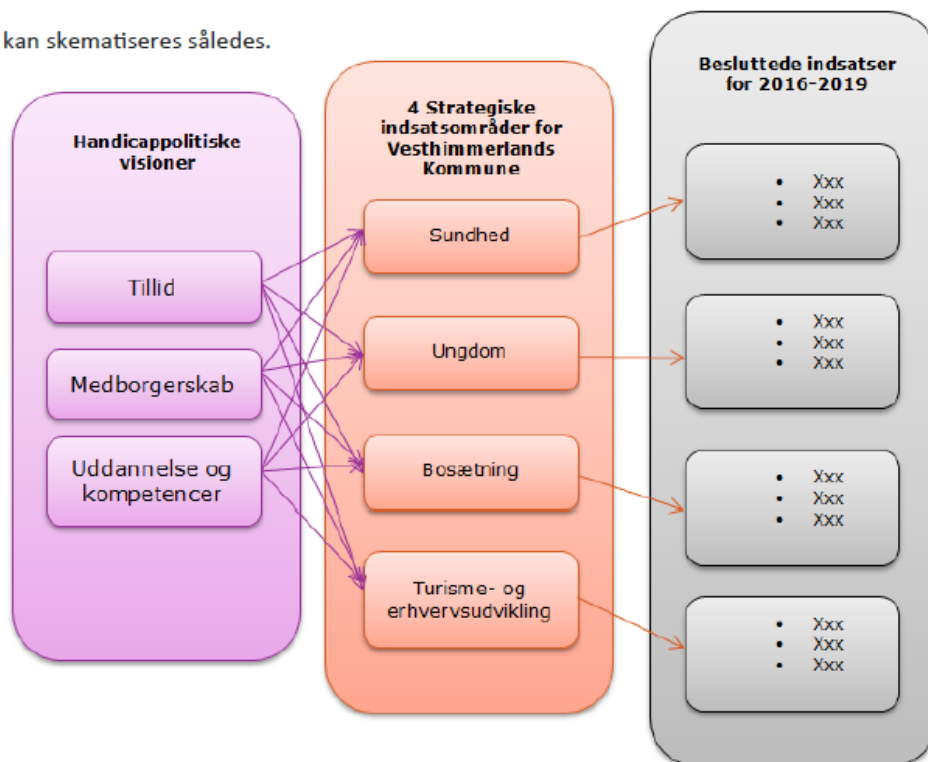 kan skematiseres således.
Handicappolitiske
visioner
Tillid
Medborgerskab
Uddannelse og
kompetencer
4 Strategiske
indsatsområder for
Vesthimmerlands
Kommune
Sundhed
Ungdom
Bosætning
Turisme- og
erhvervsudvikling
Besluttede indsatser
for 2016-2019
• Xxx
• Xxx
• Xxx
• Xxx
• Xxx
• Xxx
• Xxx
• Xxx
• Xxx
• Xxx
• Xxx
• Xxx